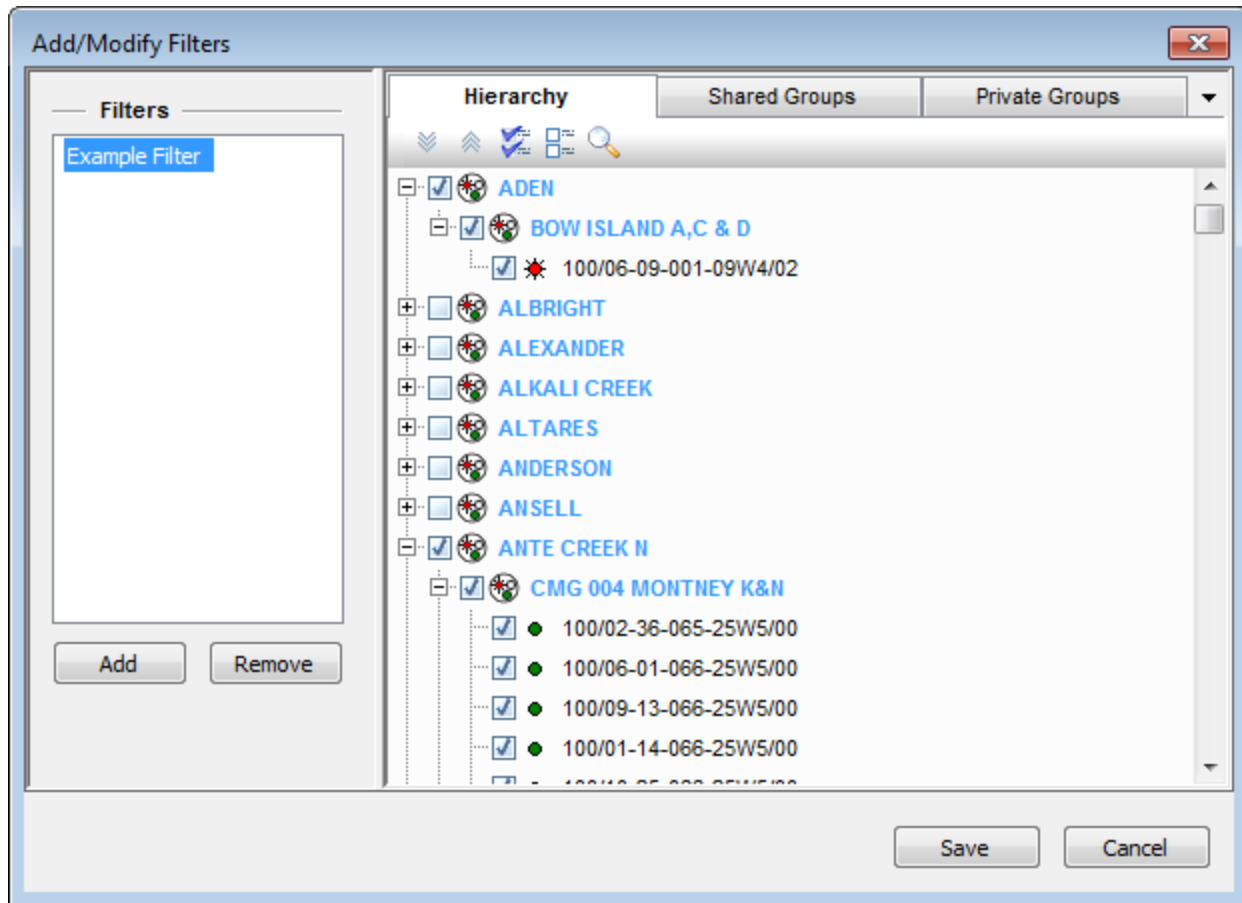 Add/Modify Filters
Filters
Example Filter
Add
Remove
Hierarchy
Shared Groups
Private Groups
ADEN
BOW ISLAND A,C & D
100/06-09-001-09W4/02
ALBRIGHT
ALEXANDER
ALKALI CREEK
ALTARES
ANDERSON
ANSELL
ANTE CREEK N
CMG 004 MONTNEY K&N
100/02-36-065-25W5/00
100/06-01-066-25W5/00
100/09-13-066-25W5/00
100/01-14-066-25W5/00
Save
Cancel